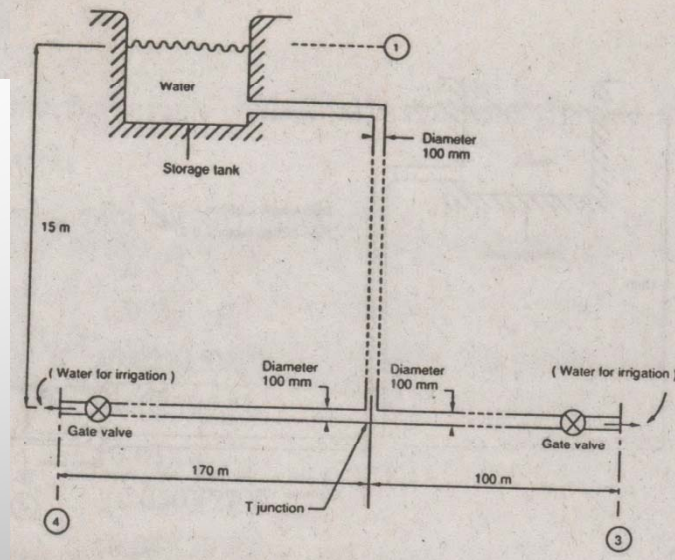 1
Water
Diameter
100 mm
Storage tank
15 m
( Water for irrigation )
Diameter
100 mm
Diameter
100 mm
( Water for irrigation )
Gate valve
Gate valve
170 m
100 m
T junction
4
3